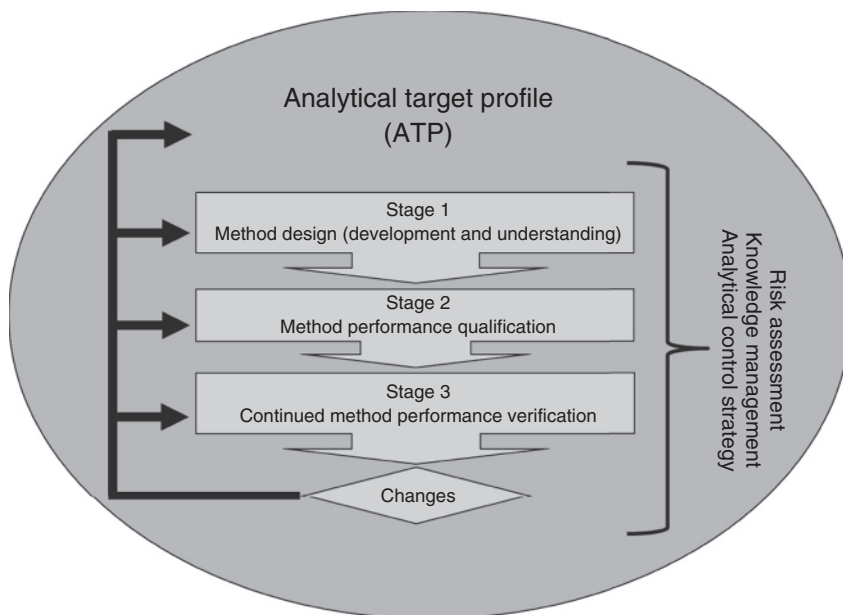 Analytical target profile
(ATP)
Stage 1
Method design (development and understanding)
Stage 2
Method performance qualification
Stage 3
Continued method performance verification
Changes
Risk assessment
Knowledge management
Analytical control strategy